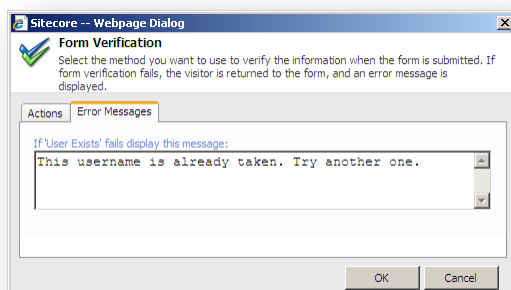 Sitecore -- Webpage Dialog
Form Verification
Select the method you want to use to verify the information when the form is submitted. If
form verification fails, the visitor is returned to the form, and an error message is
displayed.
Actions
Error Messages
If 'User Exists' fails display this message:
This username is already taken. Try another one.
OK
Cancel